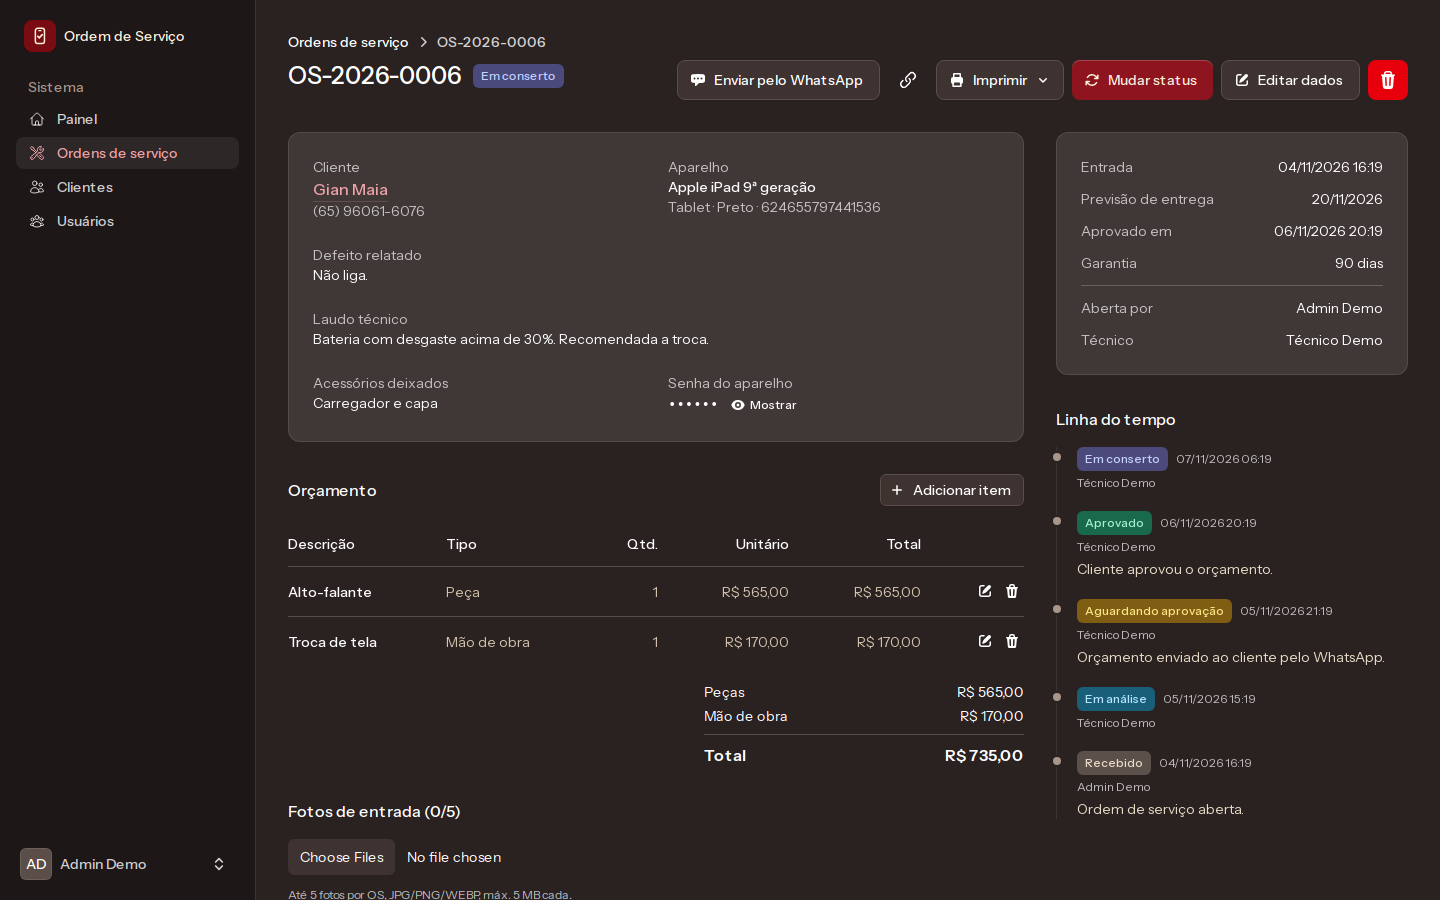 Ordem de Serviço
Sistema
Painel
Ordens de serviço
Clientes
Usuários
AD Admin Demo
Ordens de serviço > OS-2026-0006
OS-2026-0006 Em conserto
Enviar pelo WhatsApp
Imprimir
Mudar status
Editar dados
Cliente
Gian Maia
(65) 96061-6076
Aparelho
Apple iPad 9ª geração
Tablet · Preto · 624655797441536
Defeito relatado
Não liga.
Laudo técnico
Bateria com desgaste acima de 30%. Recomendada a troca.
Acessórios deixados
Carregador e capa
Senha do aparelho
•••••• Mostrar
Orçamento
Adicionar item
Descrição Tipo Qtd. Unitário Total
Alto-falante Peça 1 R$ 565,00 R$ 565,00
Troca de tela Mão de obra 1 R$ 170,00 R$ 170,00
Peças R$ 565,00
Mão de obra R$ 170,00
Total R$ 735,00
Fotos de entrada (0/5)
Choose Files No file chosen
Até 5 fotos por OS, JPG/PNG/WEBP, máx. 5 MB cada.
Entrada 04/11/2026 16:19
Previsão de entrega 20/11/2026
Aprovado em 06/11/2026 20:19
Garantia 90 dias
Aberta por Admin Demo
Técnico Técnico Demo
Linha do tempo
Em conserto 07/11/2026 06:19
Técnico Demo
Aprovado 06/11/2026 20:19
Técnico Demo
Cliente aprovou o orçamento.
Aguardando aprovação 05/11/2026 21:19
Técnico Demo
Orçamento enviado ao cliente pelo WhatsApp.
Em análise 05/11/2026 15:19
Técnico Demo
Recebido 04/11/2026 16:19
Admin Demo
Ordem de serviço aberta.